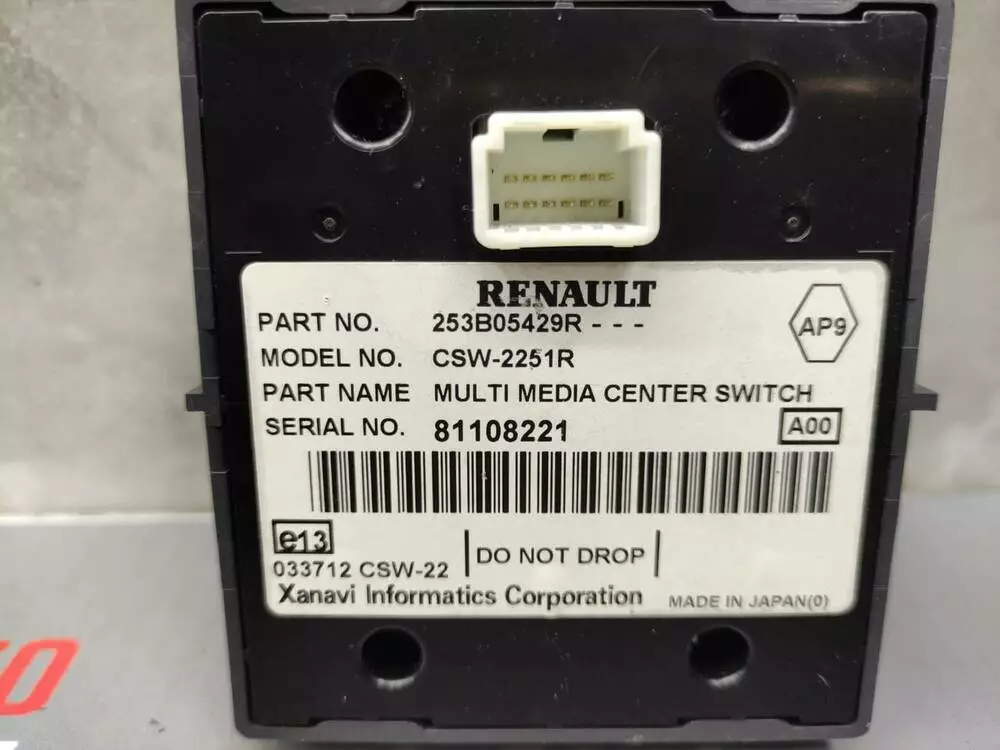 RENAULT
PART NO. 253B05429R - - -
AP9
MODEL NO. CSW-2251R
PART NAME MULTI MEDIA CENTER SWITCH
SERIAL NO. 81108221
A00
e13
033712 CSW-22
DO NOT DROP
Xanavi Informatics Corporation
MADE IN JAPAN(0)